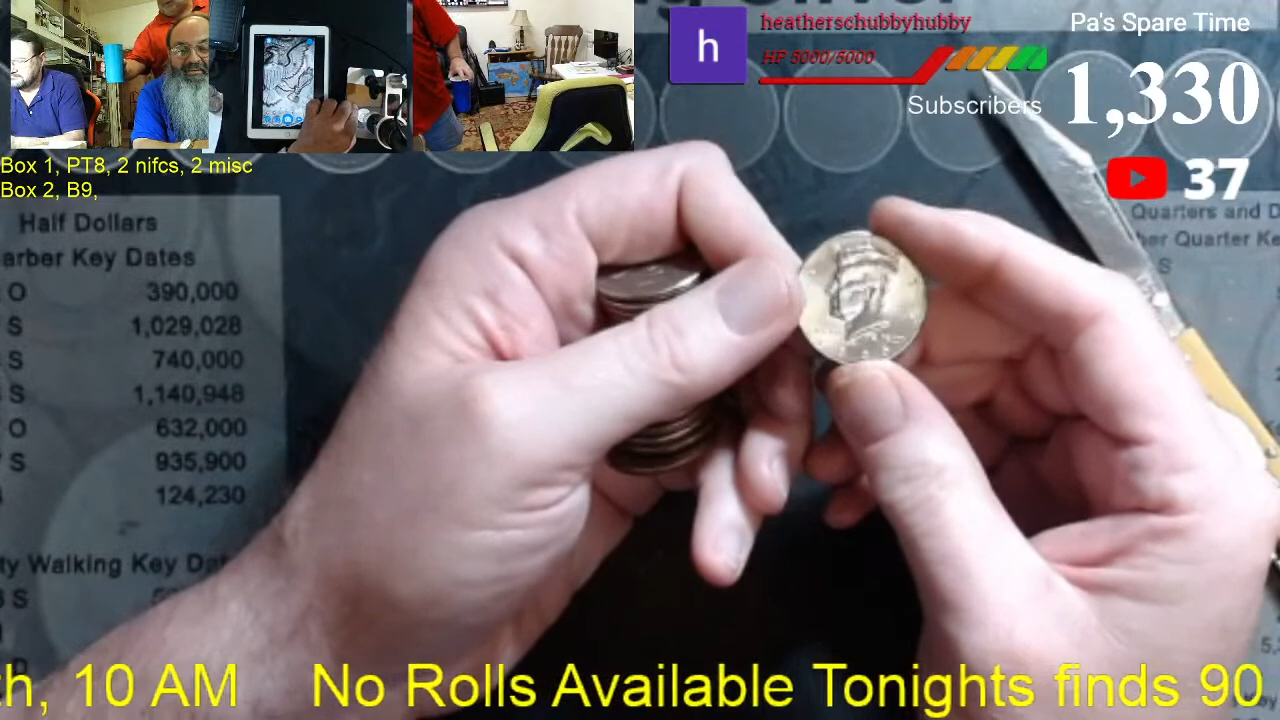 h
heatherschubbyhubby
HP 5000/5000
Pa's Spare Time
Subscribers 1,330
37
Box 1, PT8, 2 nifcs, 2 misc
Box 2, B9,
Half Dollars
arber Key Dates
O 390,000
S 1,029,028
S 740,000
S 1,140,948
O 632,000
S 935,900
124,230
ty Walking Key Dat
S
Quarters and D
ber Quarter Ke
S
th, 10 AM No Rolls Available Tonights finds 90